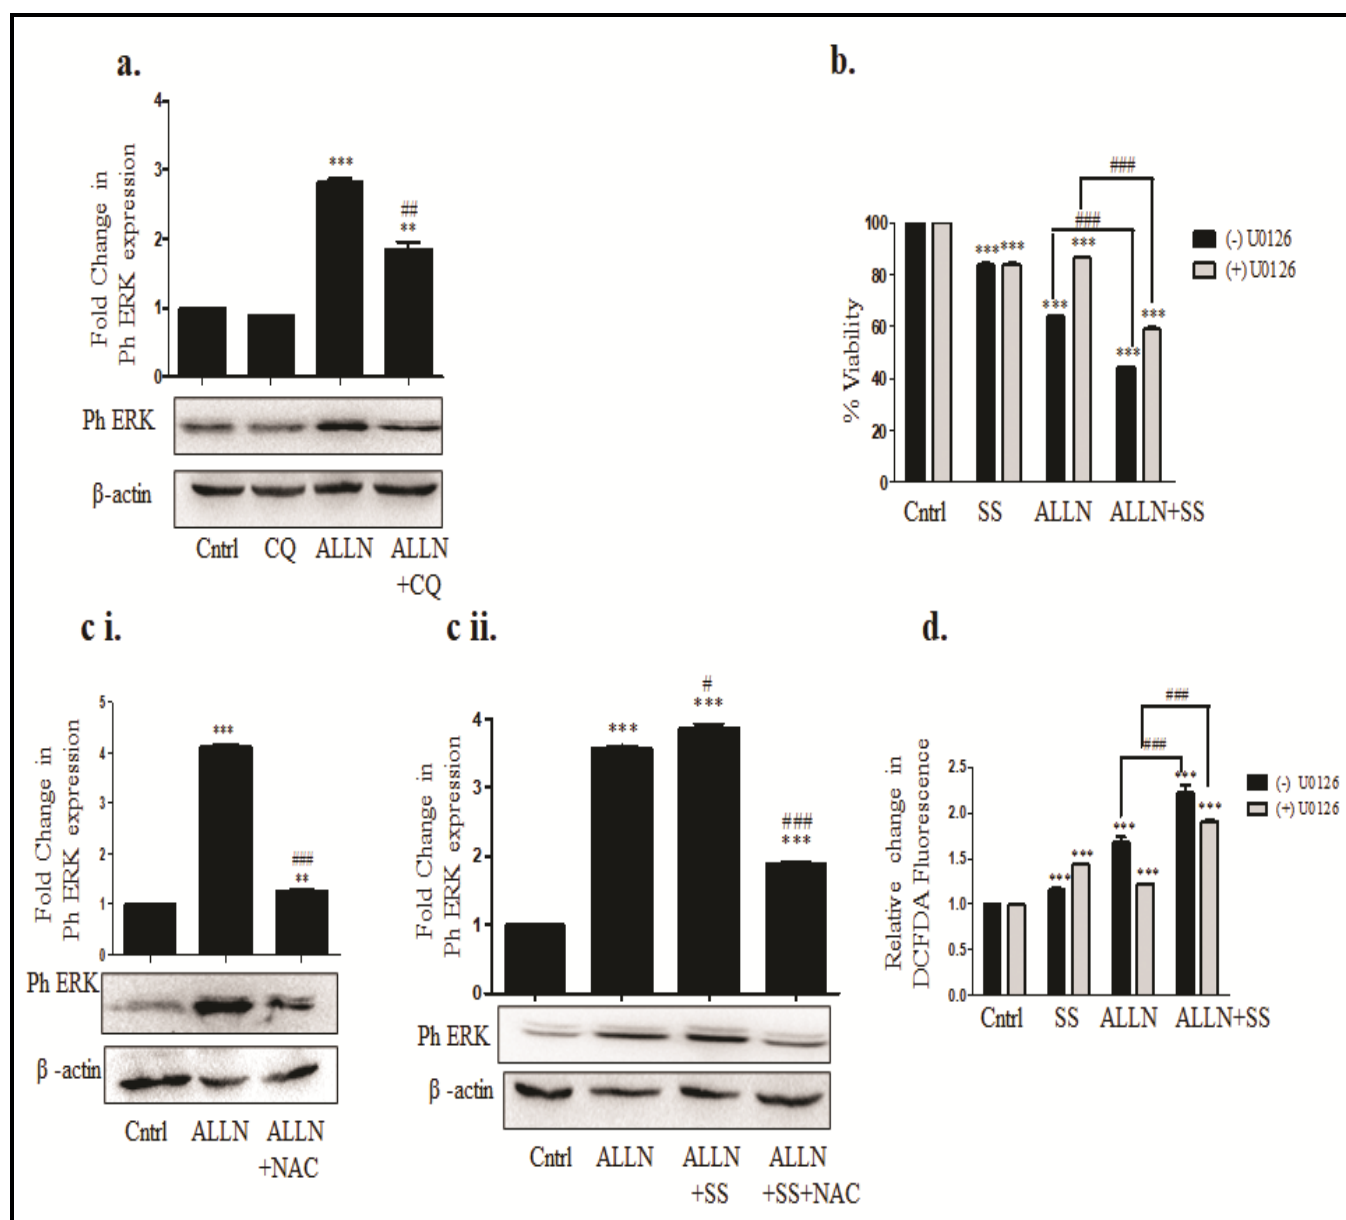 a.
4
3
2
1
0
Fold Change in
Ph ERK expression
***
##
**
Ph ERK
β-actin
Cntrl CQ ALLN ALLN
+CQ
b.
100
80
60
40
20
0
% Viability
*** ***
***
***
***
***
###
###
(-) U0126
(+) U0126
Cntrl SS ALLN ALLN+SS
c i.
5
4
3
2
1
0
Fold Change in
Ph ERK expression
***
###
**
Ph ERK
β -actin
Cntrl ALLN ALLN
+NAC
c ii.
4
3
2
1
0
Fold Change in
Ph ERK expression
***
#
***
###
***
Ph ERK
β -actin
Cntrl ALLN ALLN ALLN
+SS +SS+NAC
d.
2.5
2.0
1.5
1.0
0.5
0.0
Relative change in
DCFDA Fluorescence
***
***
***
***
***
***
###
###
(-) U0126
(+) U0126
Cntrl SS ALLN ALLN+SS